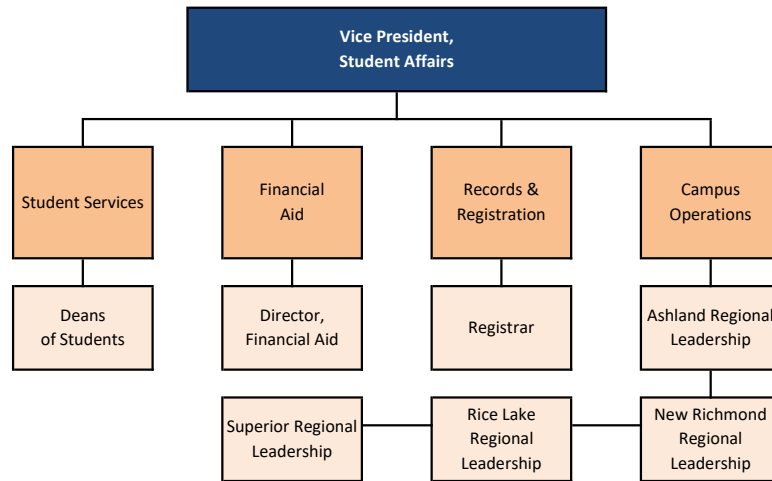 Vice President,
Student Affairs
Student Services
Financial
Aid
Records &
Registration
Campus
Operations
Deans
of Students
Director,
Financial Aid
Registrar
Ashland Regional
Leadership
Superior Regional
Leadership
Rice Lake
Regional
Leadership
New Richmond
Regional
Leadership